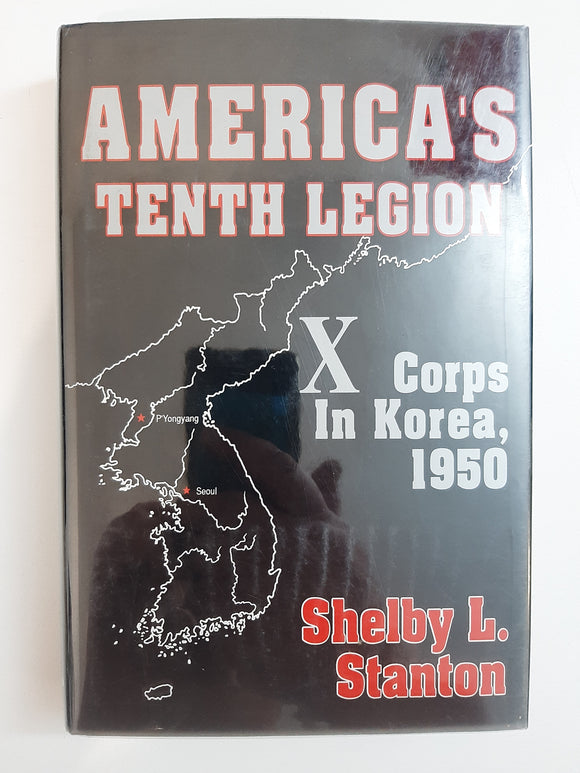 AMERICA'S
TENTH LEGION
X Corps
In Korea,
1950
P'Yongyang
Seoul
Shelby L.
Stanton